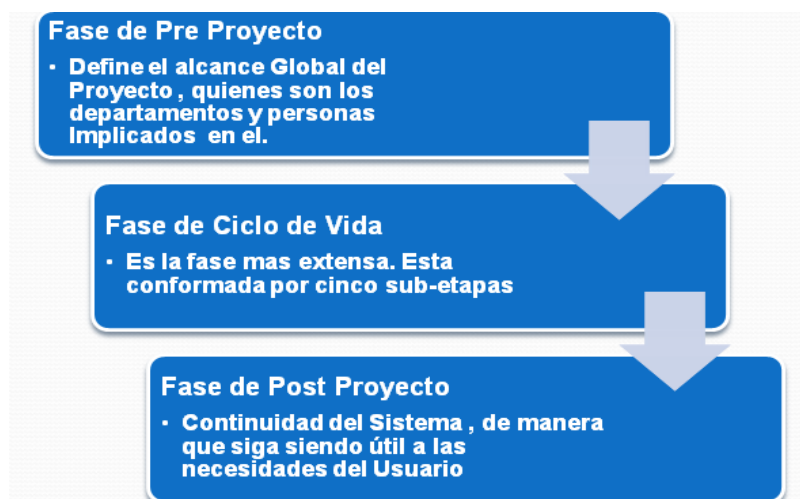 Fase de Pre Proyecto
· Define el alcance Global del
Proyecto , quienes son los
departamentos y personas
Implicados en el.
Fase de Ciclo de Vida
· Es la fase mas extensa. Esta
conformada por cinco sub-etapas
Fase de Post Proyecto
· Continuidad del Sistema , de manera
que siga siendo útil a las
necesidades del Usuario